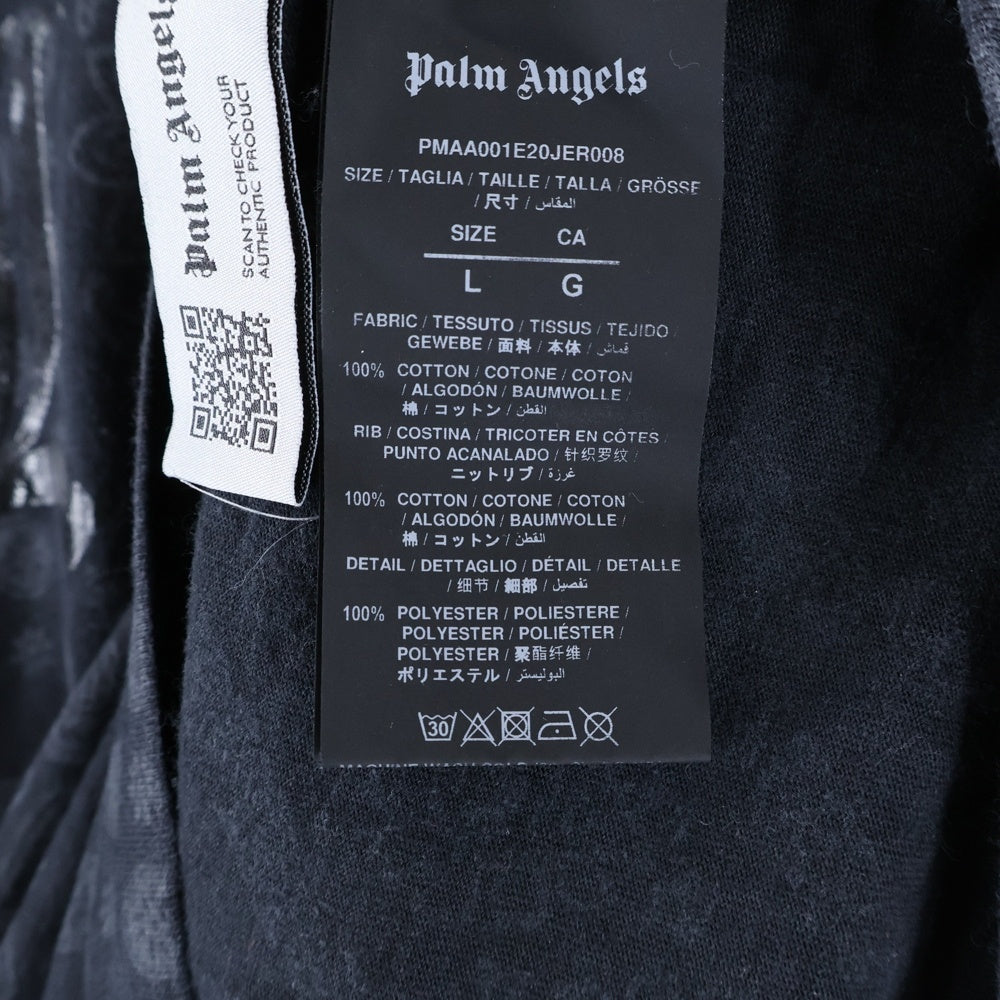 Palm Angels
SCAN TO CHECK YOUR
AUTHENTIC PRODUCT
Palm Angels
PMAA001E20JER008
SIZE / TAGLIA / TAILLE / TALLA / GRÖSSE
/ 尺寸 / المقاس
SIZE CA
L G
FABRIC / TESSUTO / TISSUS / TEJIDO /
GEWEBE / 面料 / 本体 / قماش
100% COTTON / COTONE / COTON
/ ALGODÓN / BAUMWOLLE /
棉 / コットン / القطن
RIB / COSTINA / TRICOTER EN CÔTES /
PUNTO ACANALADO / 针织罗纹 /
ニットリブ / غرزة
100% COTTON / COTONE / COTON
/ ALGODÓN / BAUMWOLLE /
棉 / コットン / القطن
DETAIL / DETTAGLIO / DÉTAIL / DETALLE
/ 细节 / 細部 / تفصيل
100% POLYESTER / POLIESTERE /
POLYESTER / POLIÉSTER /
POLYESTER / 聚酯纤维 /
ポリエステル / البوليستر
30
MACHINE WASH COLD